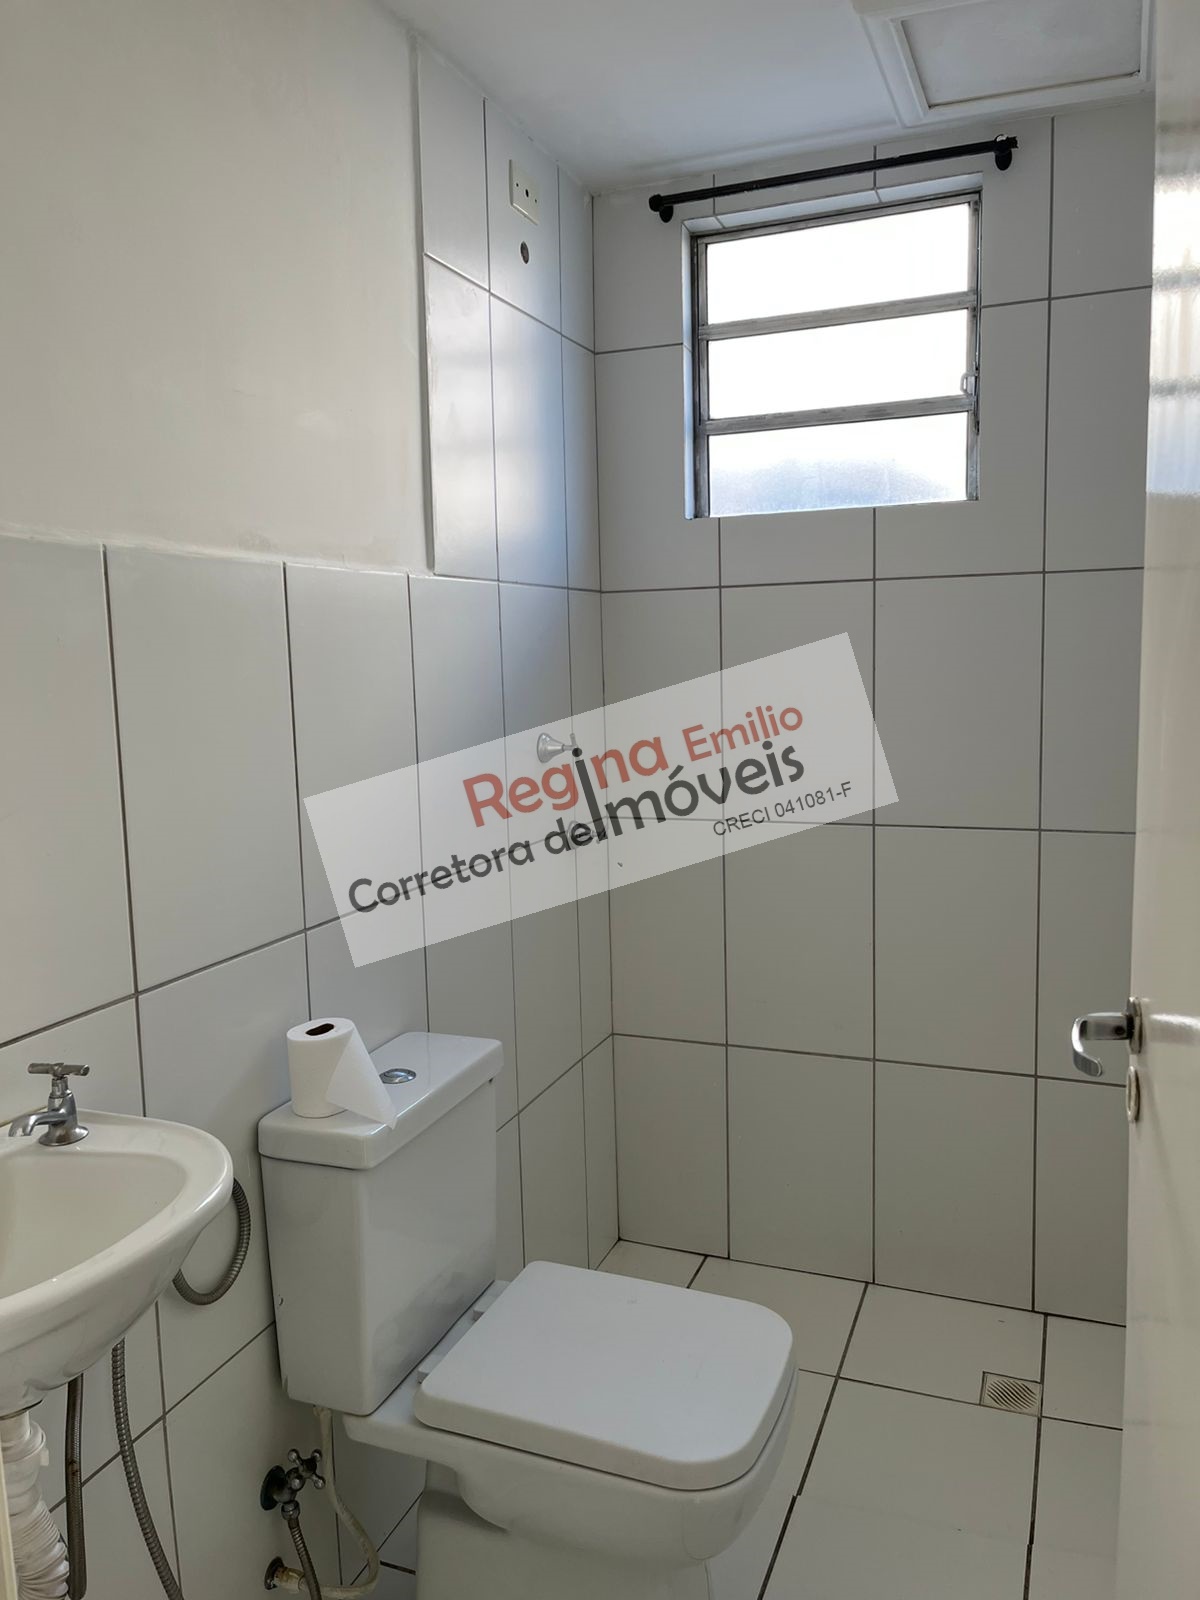 Regina Emilio
Corretora de Imóveis
CRECI 041081-F